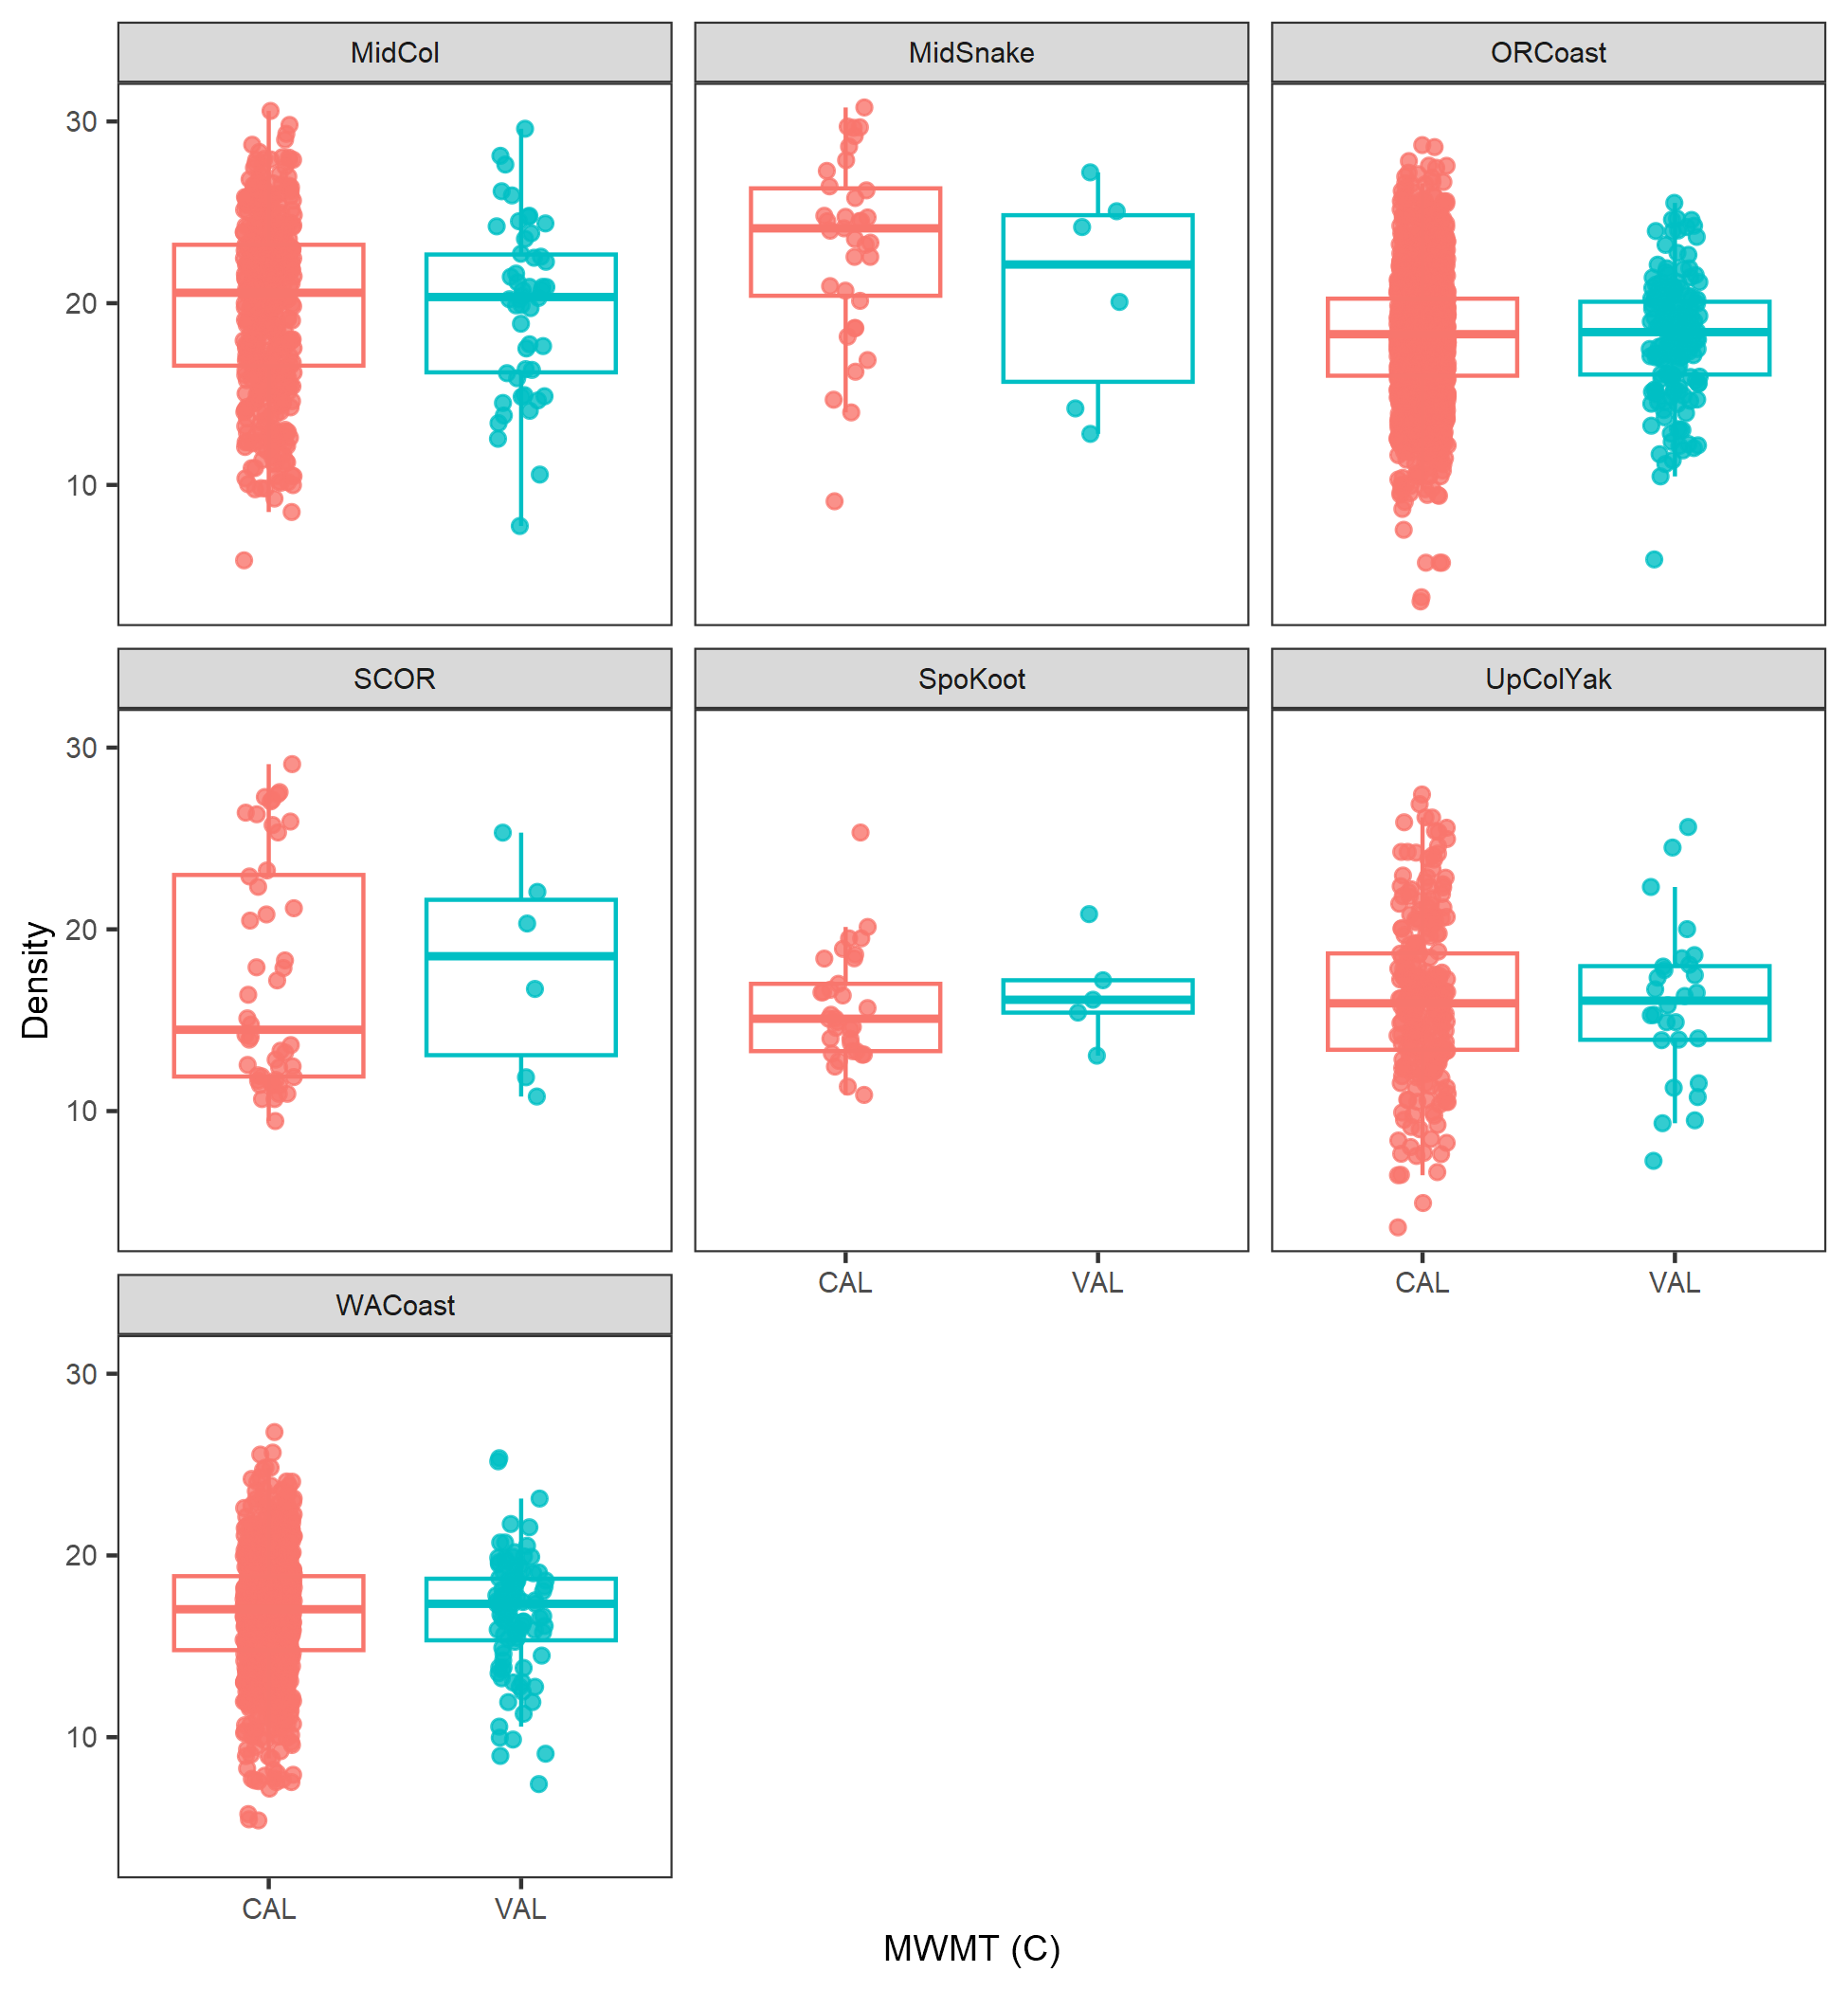 MidCol MidSnake ORCoast
30
20
10
SCOR SpoKoot UpColYak
30
20
10
Density
CAL VAL CAL VAL
WACoast
30
20
10
CAL VAL
MWMT (C)